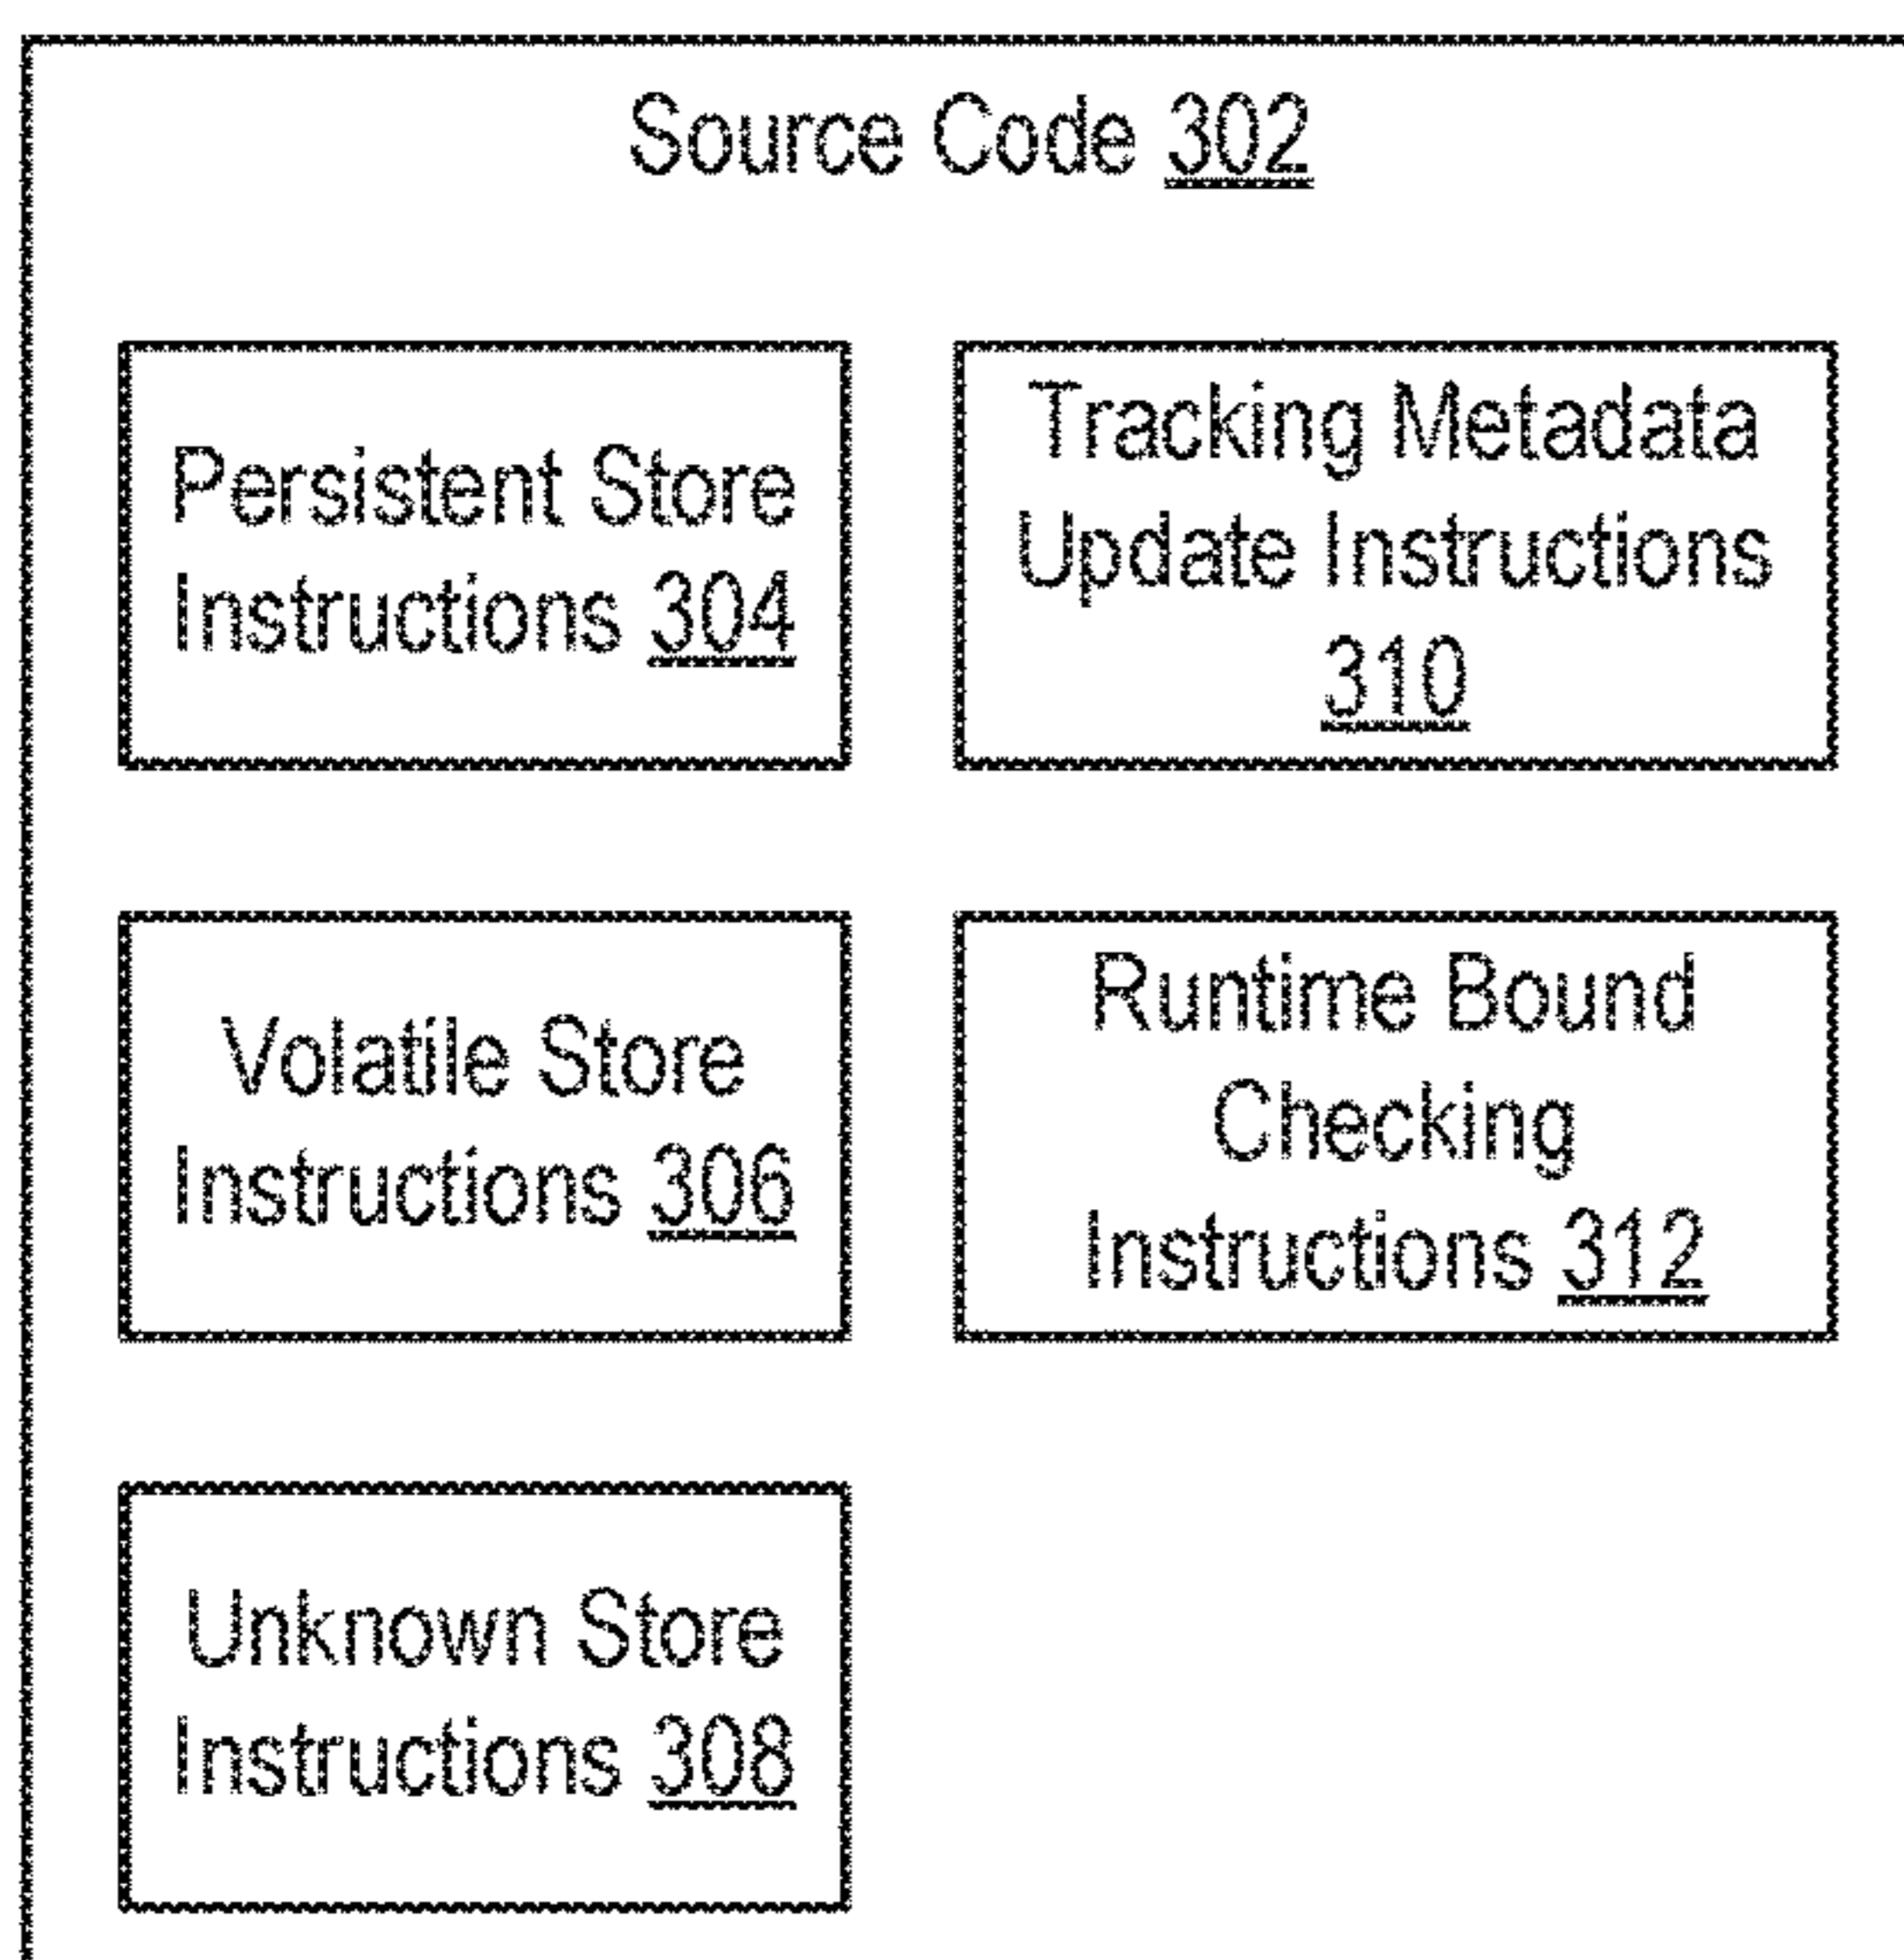 Source Code 302
Persistent Store
Instructions 304
Tracking Metadata
Update Instructions
310
Volatile Store
Instructions 306
Runtime Bound
Checking
Instructions 312
Unknown Store
Instructions 308